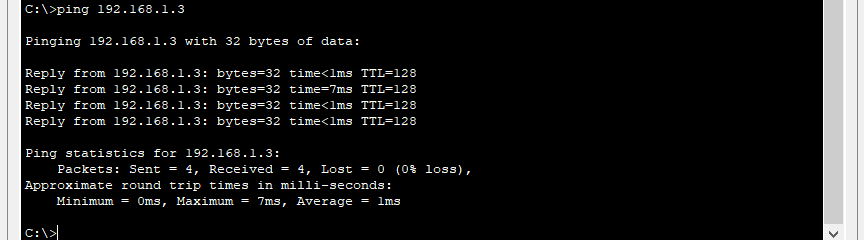 C:\>ping 192.168.1.3
Pinging 192.168.1.3 with 32 bytes of data:
Reply from 192.168.1.3: bytes=32 time<1ms TTL=128
Reply from 192.168.1.3: bytes=32 time=7ms TTL=128
Reply from 192.168.1.3: bytes=32 time<1ms TTL=128
Reply from 192.168.1.3: bytes=32 time<1ms TTL=128
Ping statistics for 192.168.1.3:
Packets: Sent = 4, Received = 4, Lost = 0 (0% loss),
Approximate round trip times in milli-seconds:
Minimum = 0ms, Maximum = 7ms, Average = 1ms
C:\>